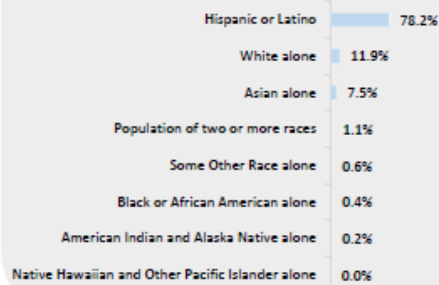 Hispanic or Latino 78.2%
White alone 11.9%
Asian alone 7.5%
Population of two or more races 1.1%
Some Other Race alone 0.6%
Black or African American alone 0.4%
American Indian and Alaska Native alone 0.2%
Native Hawaiian and Other Pacific Islander alone 0.0%